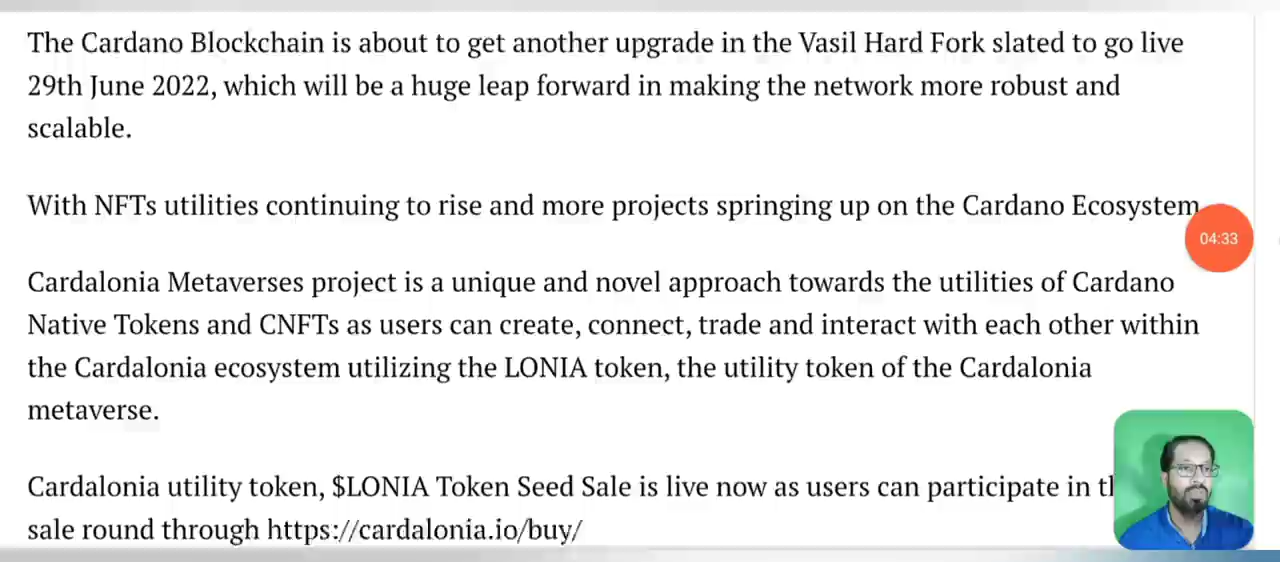 The Cardano Blockchain is about to get another upgrade in the Vasil Hard Fork slated to go live
29th June 2022, which will be a huge leap forward in making the network more robust and
scalable.
With NFTs utilities continuing to rise and more projects springing up on the Cardano Ecosystem
04:33
Cardalonia Metaverses project is a unique and novel approach towards the utilities of Cardano
Native Tokens and CNFTs as users can create, connect, trade and interact with each other within
the Cardalonia ecosystem utilizing the LONIA token, the utility token of the Cardalonia
metaverse.
Cardalonia utility token, $LONIA Token Seed Sale is live now as users can participate in
sale round through https://cardalonia.io/buy/